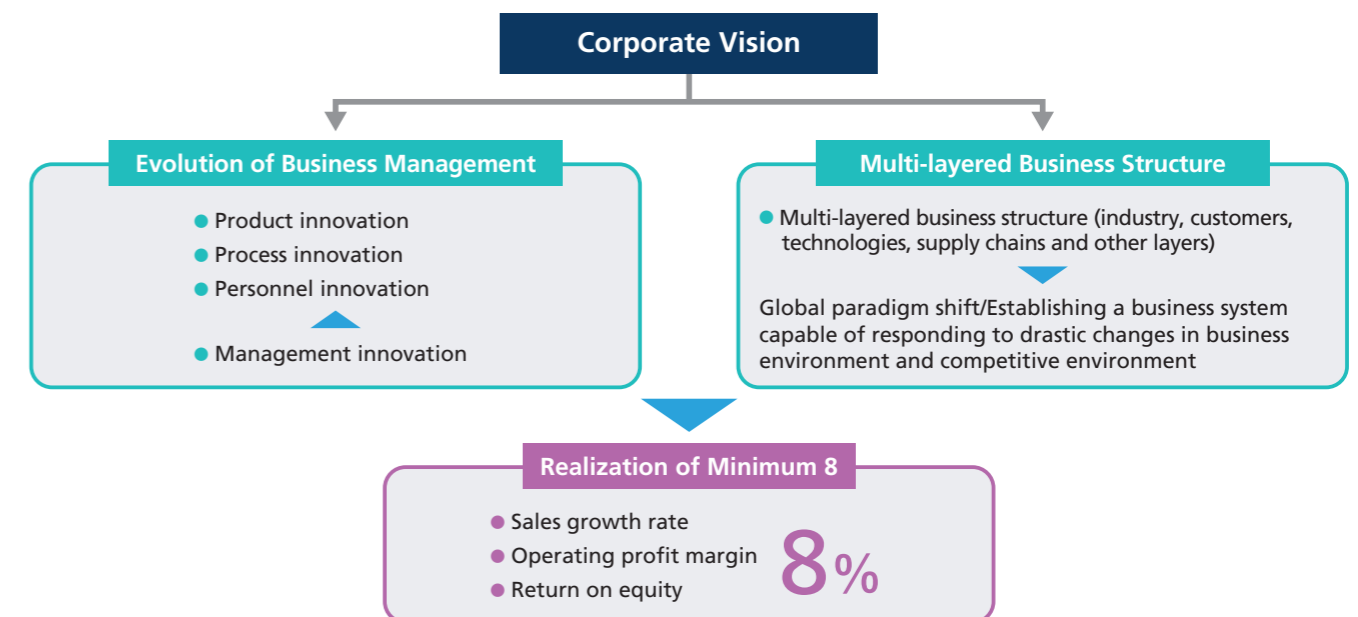 Corporate Vision
Evolution of Business Management
● Product innovation
● Process innovation
● Personnel innovation
● Management innovation
Multi-layered Business Structure
● Multi-layered business structure (industry, customers,
technologies, supply chains and other layers)
Global paradigm shift/Establishing a business system
capable of responding to drastic changes in business
environment and competitive environment
Realization of Minimum 8
● Sales growth rate
● Operating profit margin
● Return on equity
8%